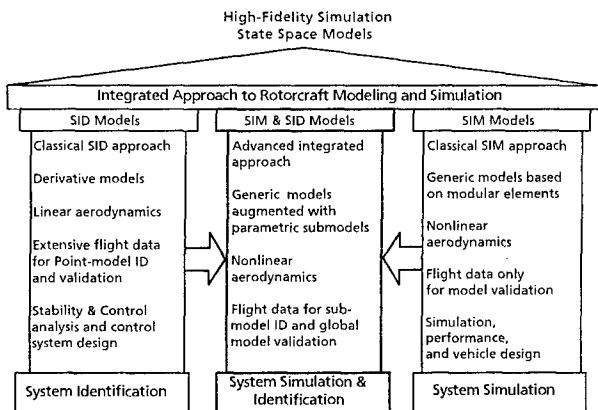 High-Fidelity Simulation
State Space Models
Integrated Approach to Rotorcraft Modeling and Simulation
SID Models
Classical SID approach
Derivative models
Linear aerodynamics
Extensive flight data
for Point-model ID
and validation
Stability & Control
analysis and control
system design
System Identification
SIM & SID Models
Advanced integrated
approach
Generic models
augmented with
parametric submodels
Nonlinear
aerodynamics
Flight data for sub-
model ID and global
model validation
System Simulation &
Identification
SIM Models
Classical SIM approach
Generic models based
on modular elements
Nonlinear
aerodynamics
Flight data only
for model validation
Simulation,
performance,
and vehicle design
System Simulation